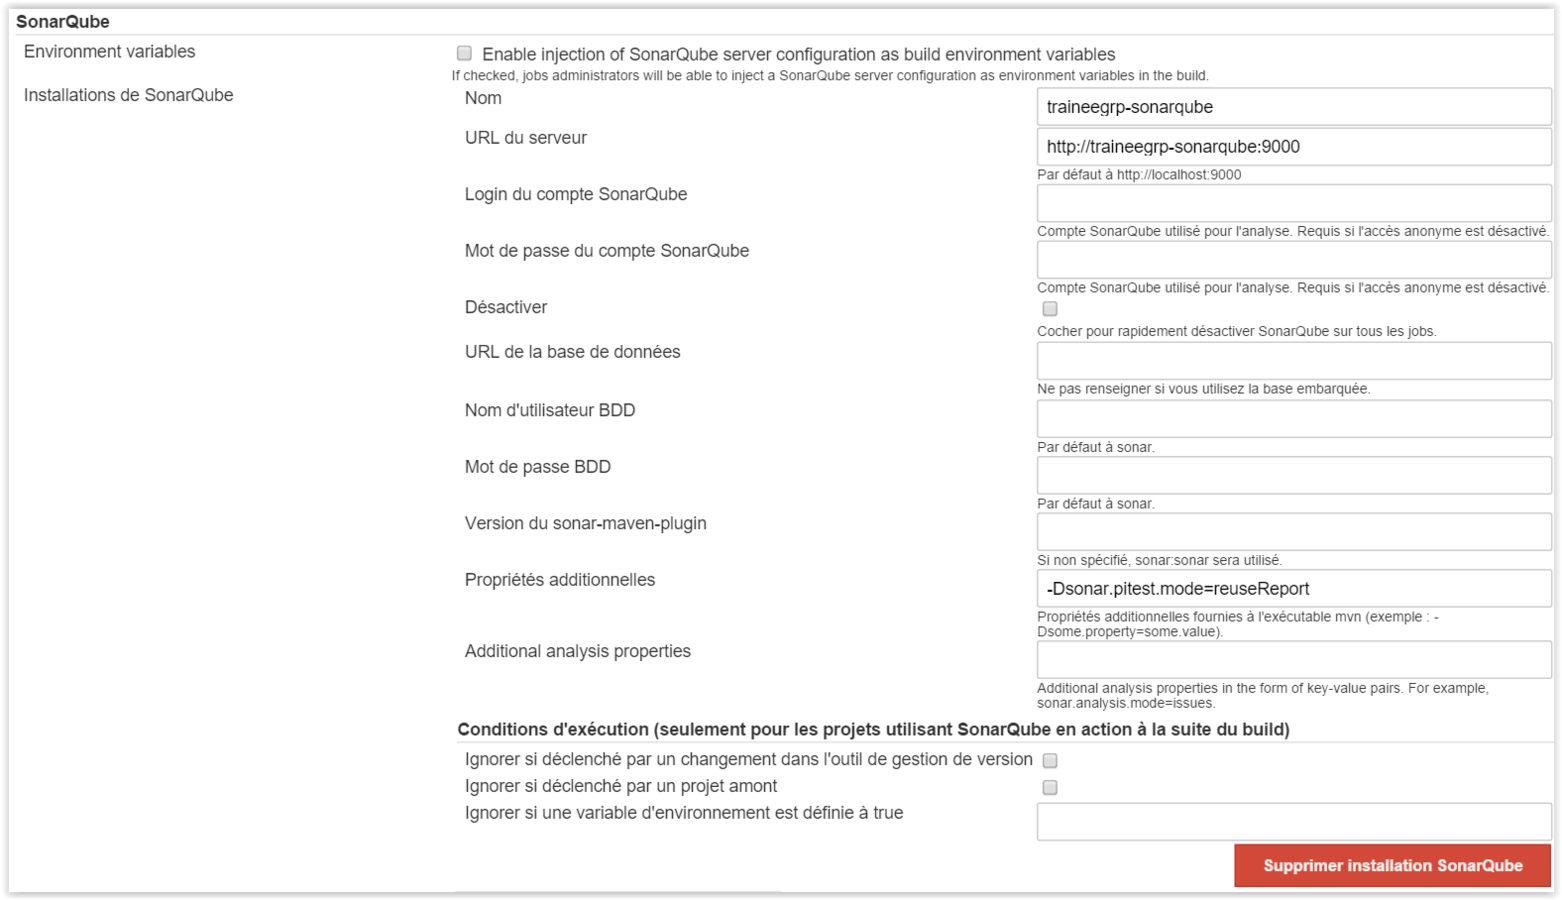 SonarQube
Environment variables
Enable injection of SonarQube server configuration as build environment variables
If checked, jobs administrators will be able to inject a SonarQube server configuration as environment variables in the build.
Installations de SonarQube
Nom
traineegrp-sonarqube
URL du serveur
http://traineegrp-sonarqube:9000
Par défaut à http://localhost:9000
Login du compte SonarQube
Compte SonarQube utilisé pour l'analyse. Requis si l'accès anonyme est désactivé.
Mot de passe du compte SonarQube
Compte SonarQube utilisé pour l'analyse. Requis si l'accès anonyme est désactivé.
Désactiver
Cocher pour rapidement désactiver SonarQube sur tous les jobs.
URL de la base de données
Ne pas renseigner si vous utilisez la base embarquée.
Nom d'utilisateur BDD
Par défaut à sonar.
Mot de passe BDD
Par défaut à sonar.
Version du sonar-maven-plugin
Si non spécifié, sonar:sonar sera utilisé.
Propriétés additionnelles
-Dsonar.pitest.mode=reuseReport
Propriétés additionnelles fournies à l'exécutable mvn (exemple : -
Dsome.property=some.value).
Additional analysis properties
Additional analysis properties in the form of key-value pairs. For example,
sonar.analysis.mode=issues.
Conditions d'exécution (seulement pour les projets utilisant SonarQube en action à la suite du build)
Ignorer si déclenché par un changement dans l'outil de gestion de version
Ignorer si déclenché par un projet amont
Ignorer si une variable d'environnement est définie à true
Supprimer installation SonarQube